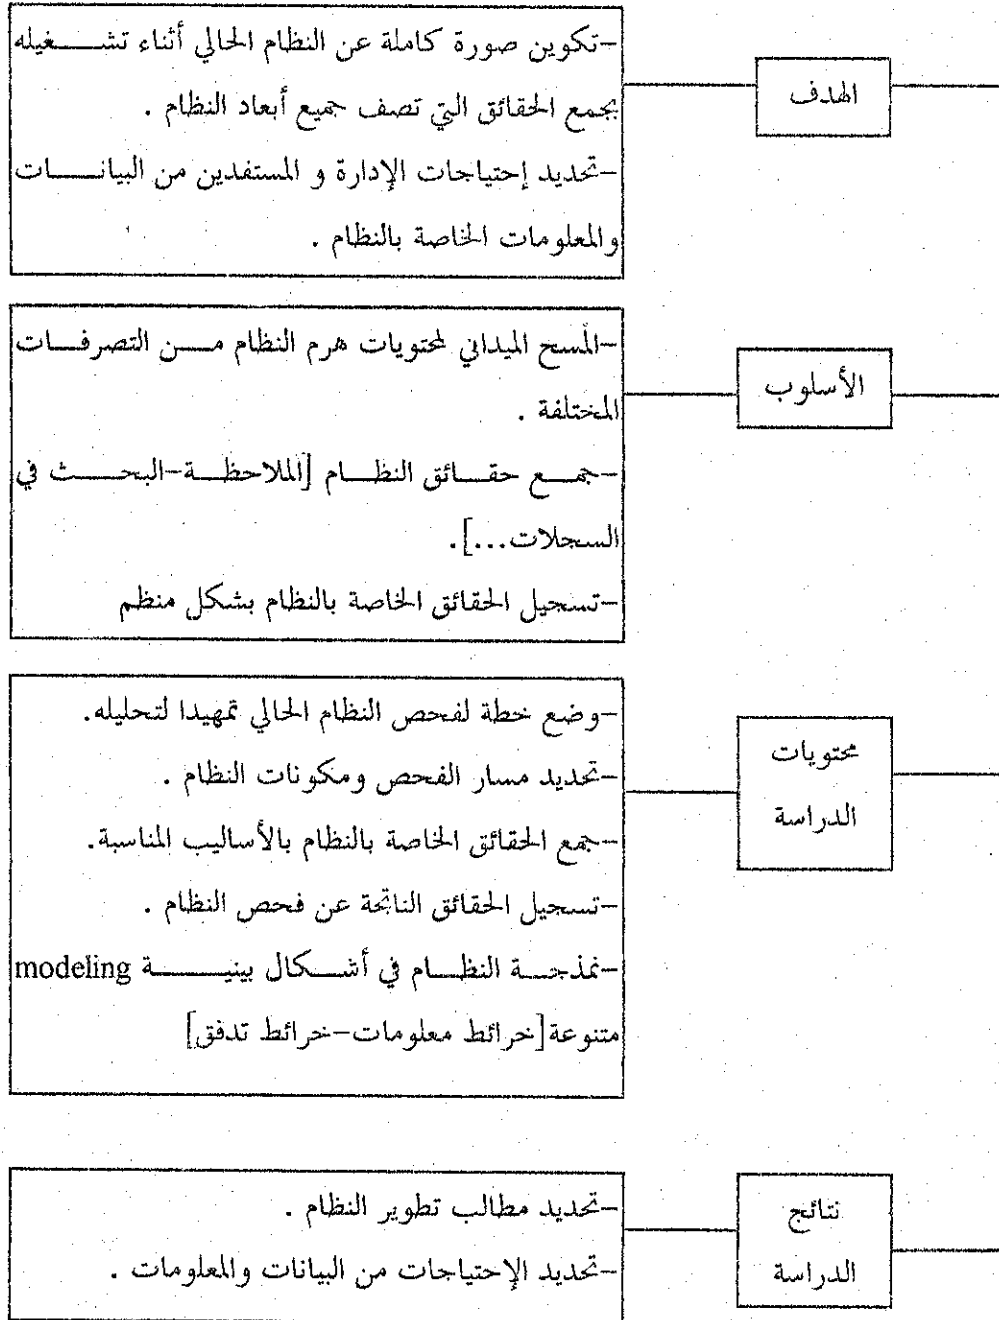 الهدف
-تكوين صورة كاملة عن النظام الحالي أثناء تشغيله
بجمع الحقائق التي تصف جميع أبعاد النظام .
-تحديد إحتياجات الإدارة و المستفدين من البيانات
والمعلومات الخاصة بالنظام .
الأسلوب
-المسح الميداني لمحتويات هرم النظام من التصرفات
المختلفة .
-جمع حقائق النظام [الملاحظة-البحث في
السجلات...].
-تسجيل الحقائق الخاصة بالنظام بشكل منظم
محتويات
الدراسة
-وضع خطة لفحص النظام الحالي تمهيدا لتحليله.
-تحديد مسار الفحص ومكونات النظام .
-جمع الحقائق الخاصة بالنظام بالأساليب المناسبة.
-تسجيل الحقائق الناتجة عن فحص النظام .
-نمذجة النظام في أشكال بينية modeling
متنوعة[خرائط معلومات-خرائط تدفق]
نتائج
الدراسة
-تحديد مطالب تطوير النظام .
-تحديد الإحتياجات من البيانات والمعلومات .